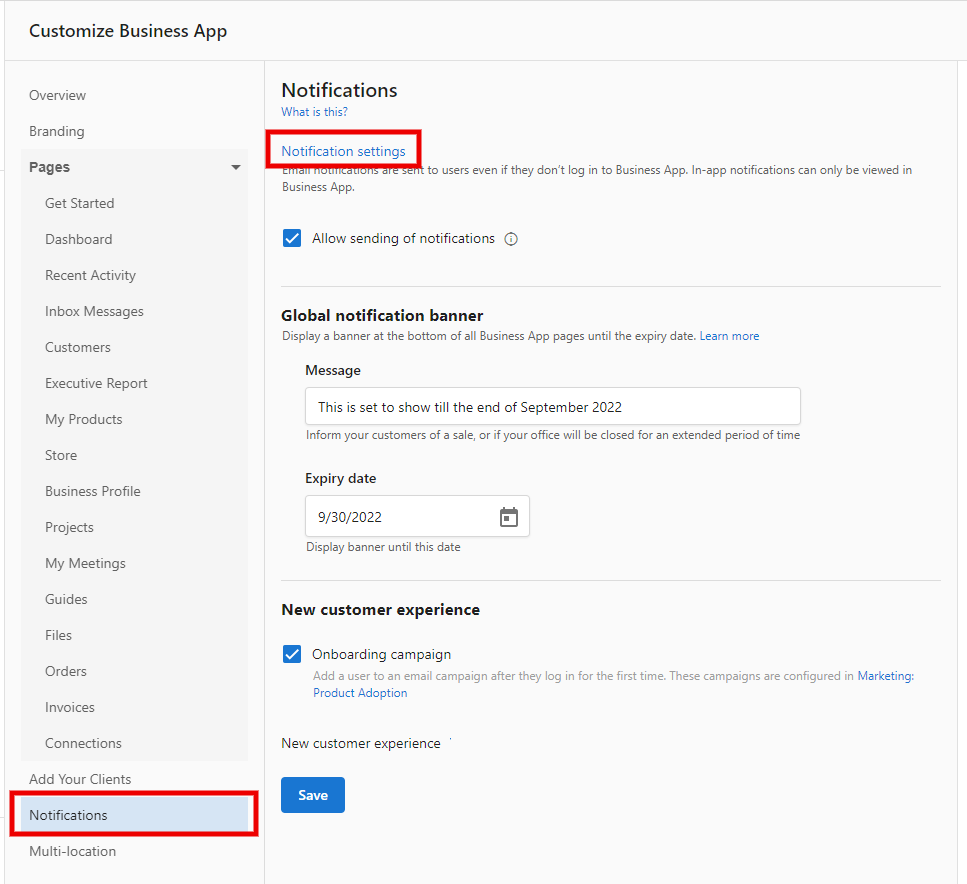 Customize Business App
Overview
Branding
Pages
Get Started
Dashboard
Recent Activity
Inbox Messages
Customers
Executive Report
My Products
Store
Business Profile
Projects
My Meetings
Guides
Files
Orders
Invoices
Connections
Add Your Clients
Notifications
Multi-location
Notifications
What is this?
Notification settings
Email notifications are sent to users even if they don't log in to Business App. In-app notifications can only be viewed in
Business App.
Allow sending of notifications
Global notification banner
Display a banner at the bottom of all Business App pages until the expiry date. Learn more
Message
This is set to show till the end of September 2022
Inform your customers of a sale, or if your office will be closed for an extended period of time
Expiry date
9/30/2022
Display banner until this date
New customer experience
Onboarding campaign
Add a user to an email campaign after they log in for the first time. These campaigns are configured in Marketing:
Product Adoption
New customer experience
Save